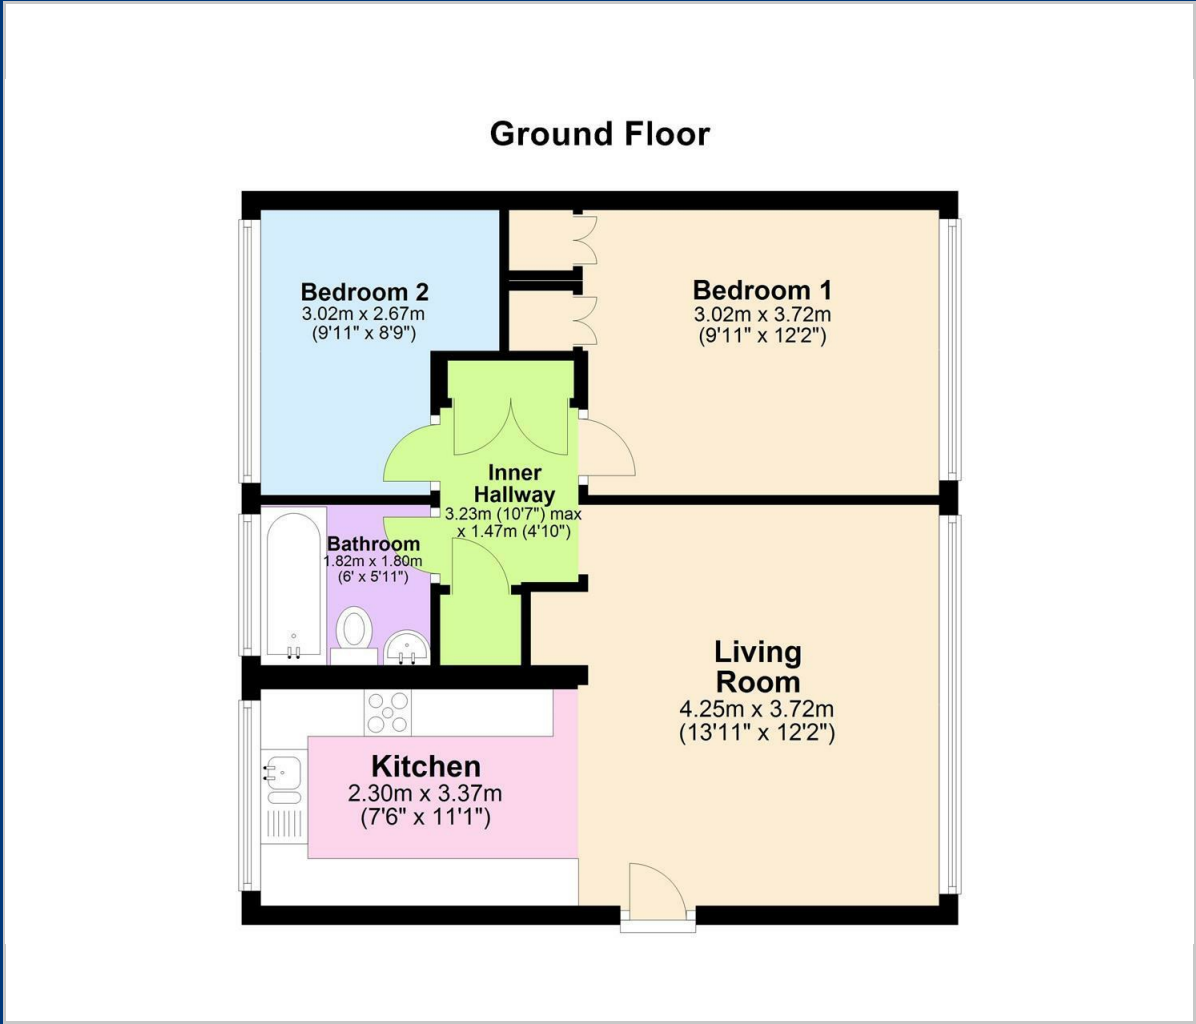 Ground Floor
Bedroom 2
3.02m x 2.67m
(9'11" x 8'9")
Bedroom 1
3.02m x 3.72m
(9'11" x 12'2")
Inner
Hallway
3.23m (10'7") max
x 1.47m (4'10")
Bathroom
1.82m x 1.80m
(6' x 5'11")
Living
Room
4.25m x 3.72m
(13'11" x 12'2")
Kitchen
2.30m x 3.37m
(7'6" x 11'1")